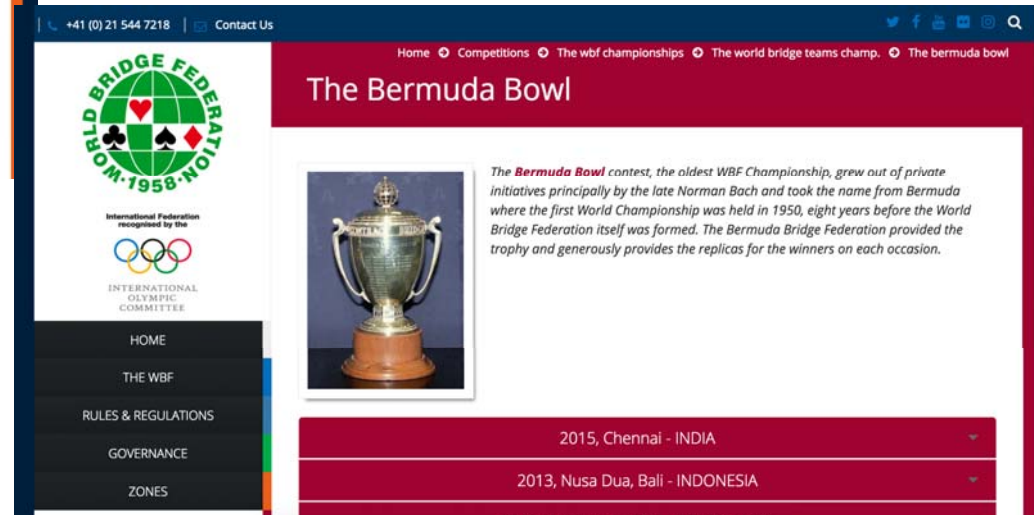 +41 (0) 21 544 7218 | Contact Us
Home Competitions The wbf championships The world bridge teams champ. The bermuda bowl
The Bermuda Bowl
WORLD BRIDGE FEDERATION
·1958·
International Federation
recognised by the
INTERNATIONAL
OLYMPIC
COMMITTEE
HOME
THE WBF
RULES & REGULATIONS
GOVERNANCE
ZONES
The Bermuda Bowl contest, the oldest WBF Championship, grew out of private
initiatives principally by the late Norman Bach and took the name from Bermuda
where the first World Championship was held in 1950, eight years before the World
Bridge Federation itself was formed. The Bermuda Bridge Federation provided the
trophy and generously provides the replicas for the winners on each occasion.
2015, Chennai - INDIA
2013, Nusa Dua, Bali - INDONESIA